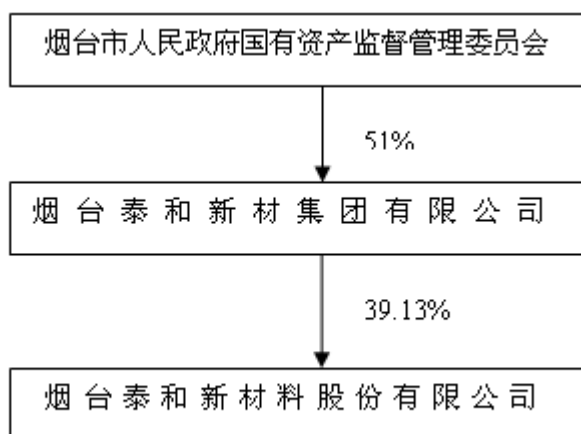 烟台市人民政府国有资产监督管理委员会
51%
烟台泰和新材集团有限公司
39.13%
烟台泰和新材料股份有限公司